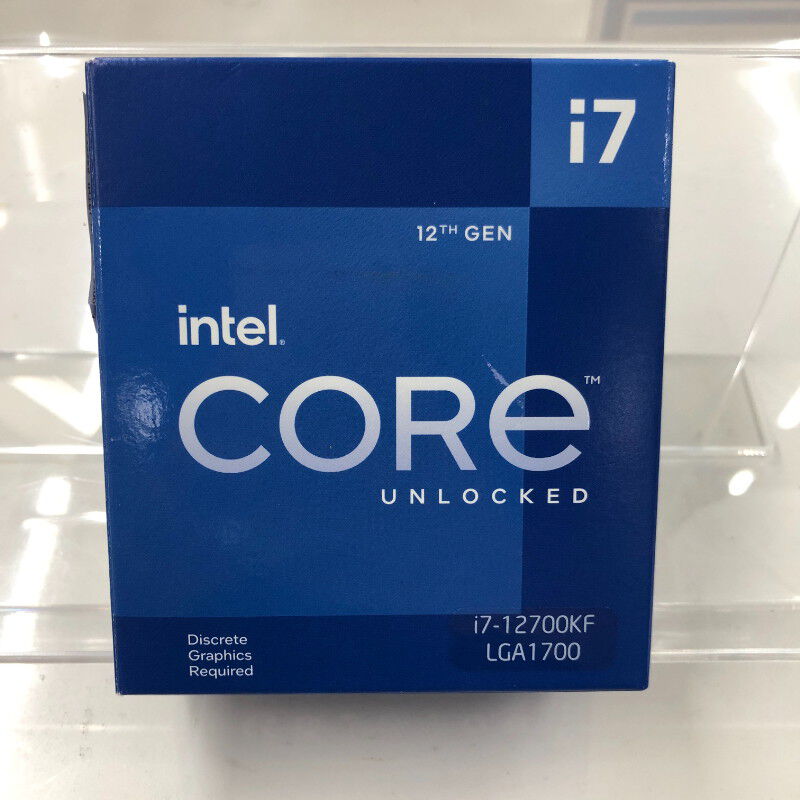 i7
12TH GEN
intel.
CORE™
UNLOCKED
i7-12700KF
LGA1700
Discrete
Graphics
Required